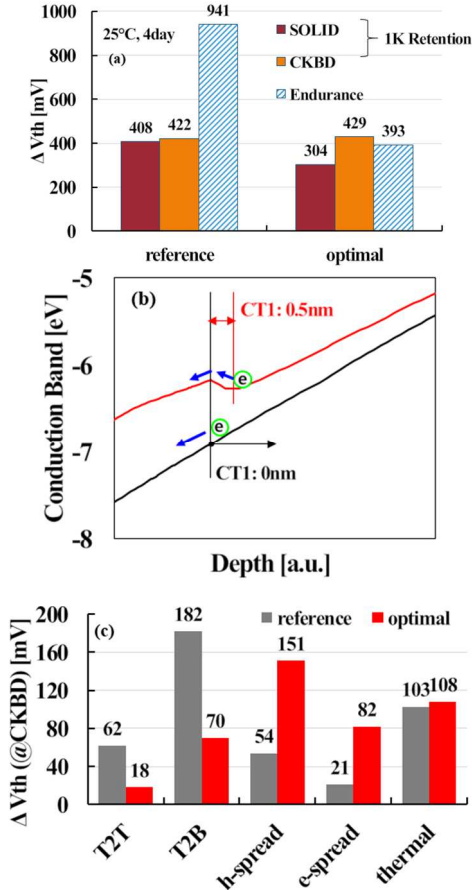 1000
800
600
400
200
0
ΔVth [mV]
25°C, 4day
(a)
SOLID
CKBD
1K Retention
Endurance
408
422
941
304
429
393
reference
optimal
-5
-6
-7
-8
Conduction Band [eV]
(b)
CT1: 0.5nm
e
e
CT1: 0nm
Depth [a.u.]
200
160
120
80
40
0
ΔVth (@CKBD) [mV]
(c)
reference
optimal
62
18
182
70
54
151
21
82
103
108
T2T
T2B
h-spread
e-spread
thermal